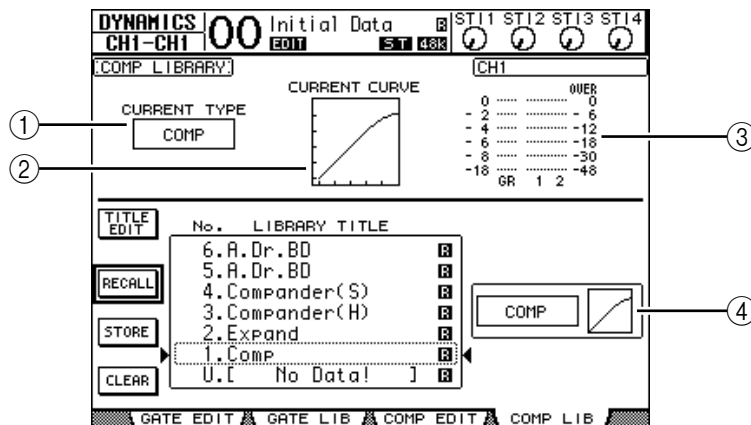 DYNAMICS
CH1-CH1
00 Initial Data R
EDIT ST 48K
STI1 STI2 STI3 STI4
COMP LIBRARY
CH1
CURRENT TYPE
COMP
CURRENT CURVE
OVER
0 0
- 2 - 6
- 4 -12
- 6 -18
- 8 -30
-18 -48
GR 1 2
1
2
3
TITLE EDIT
RECALL
STORE
CLEAR
No. LIBRARY TITLE
6.A.Dr.BD R
5.A.Dr.BD R
4.Compander(S) R
3.Compander(H) R
2.Expand R
1.Comp R
U.[ No Data! ] R
COMP
4
GATE EDIT GATE LIB COMP EDIT COMP LIB